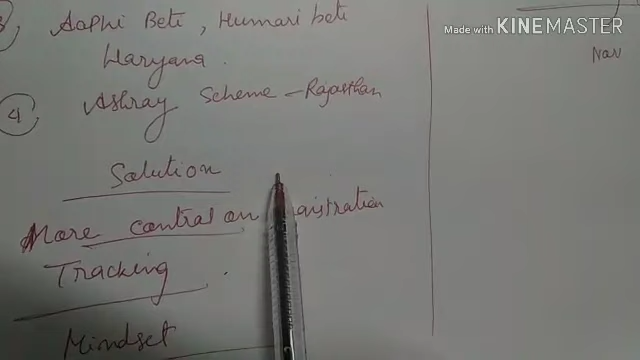 Aaphi Beti, Humari beti
Made with KINEMASTER
Haryana.
Nav
4 Ashray Scheme - Rajasthan
Solution
More control on
Tracking
Mindset